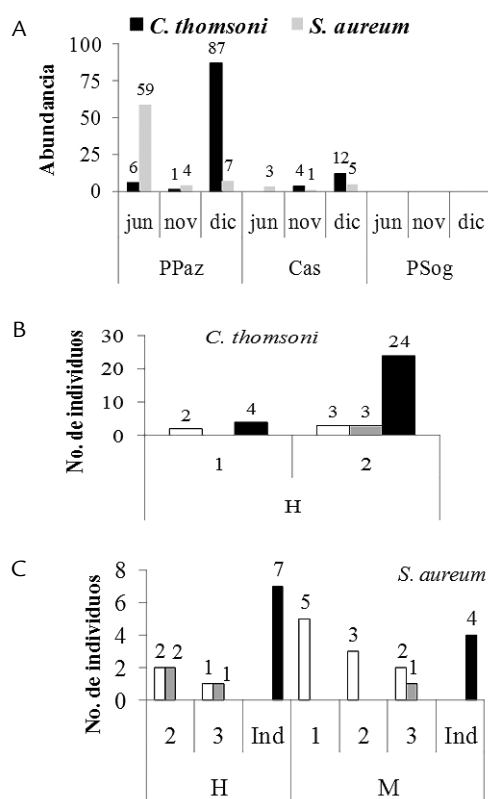 A
C. thomsoni S. aureum
Abundancia
100
75
50
25
0
6 59 1 4 87 7 3 4 1 12 5
jun nov dic jun nov dic jun nov dic
PPaz Cas PSog
B
C. thomsoni
No. de individuos
30
20
10
0
2 4 3 3 24
1 2
H
C
S. aureum
No. de individuos
8
6
4
2
0
2 2 1 1 7 5 3 2 1 4
2 3 Ind 1 2 3 Ind
H M